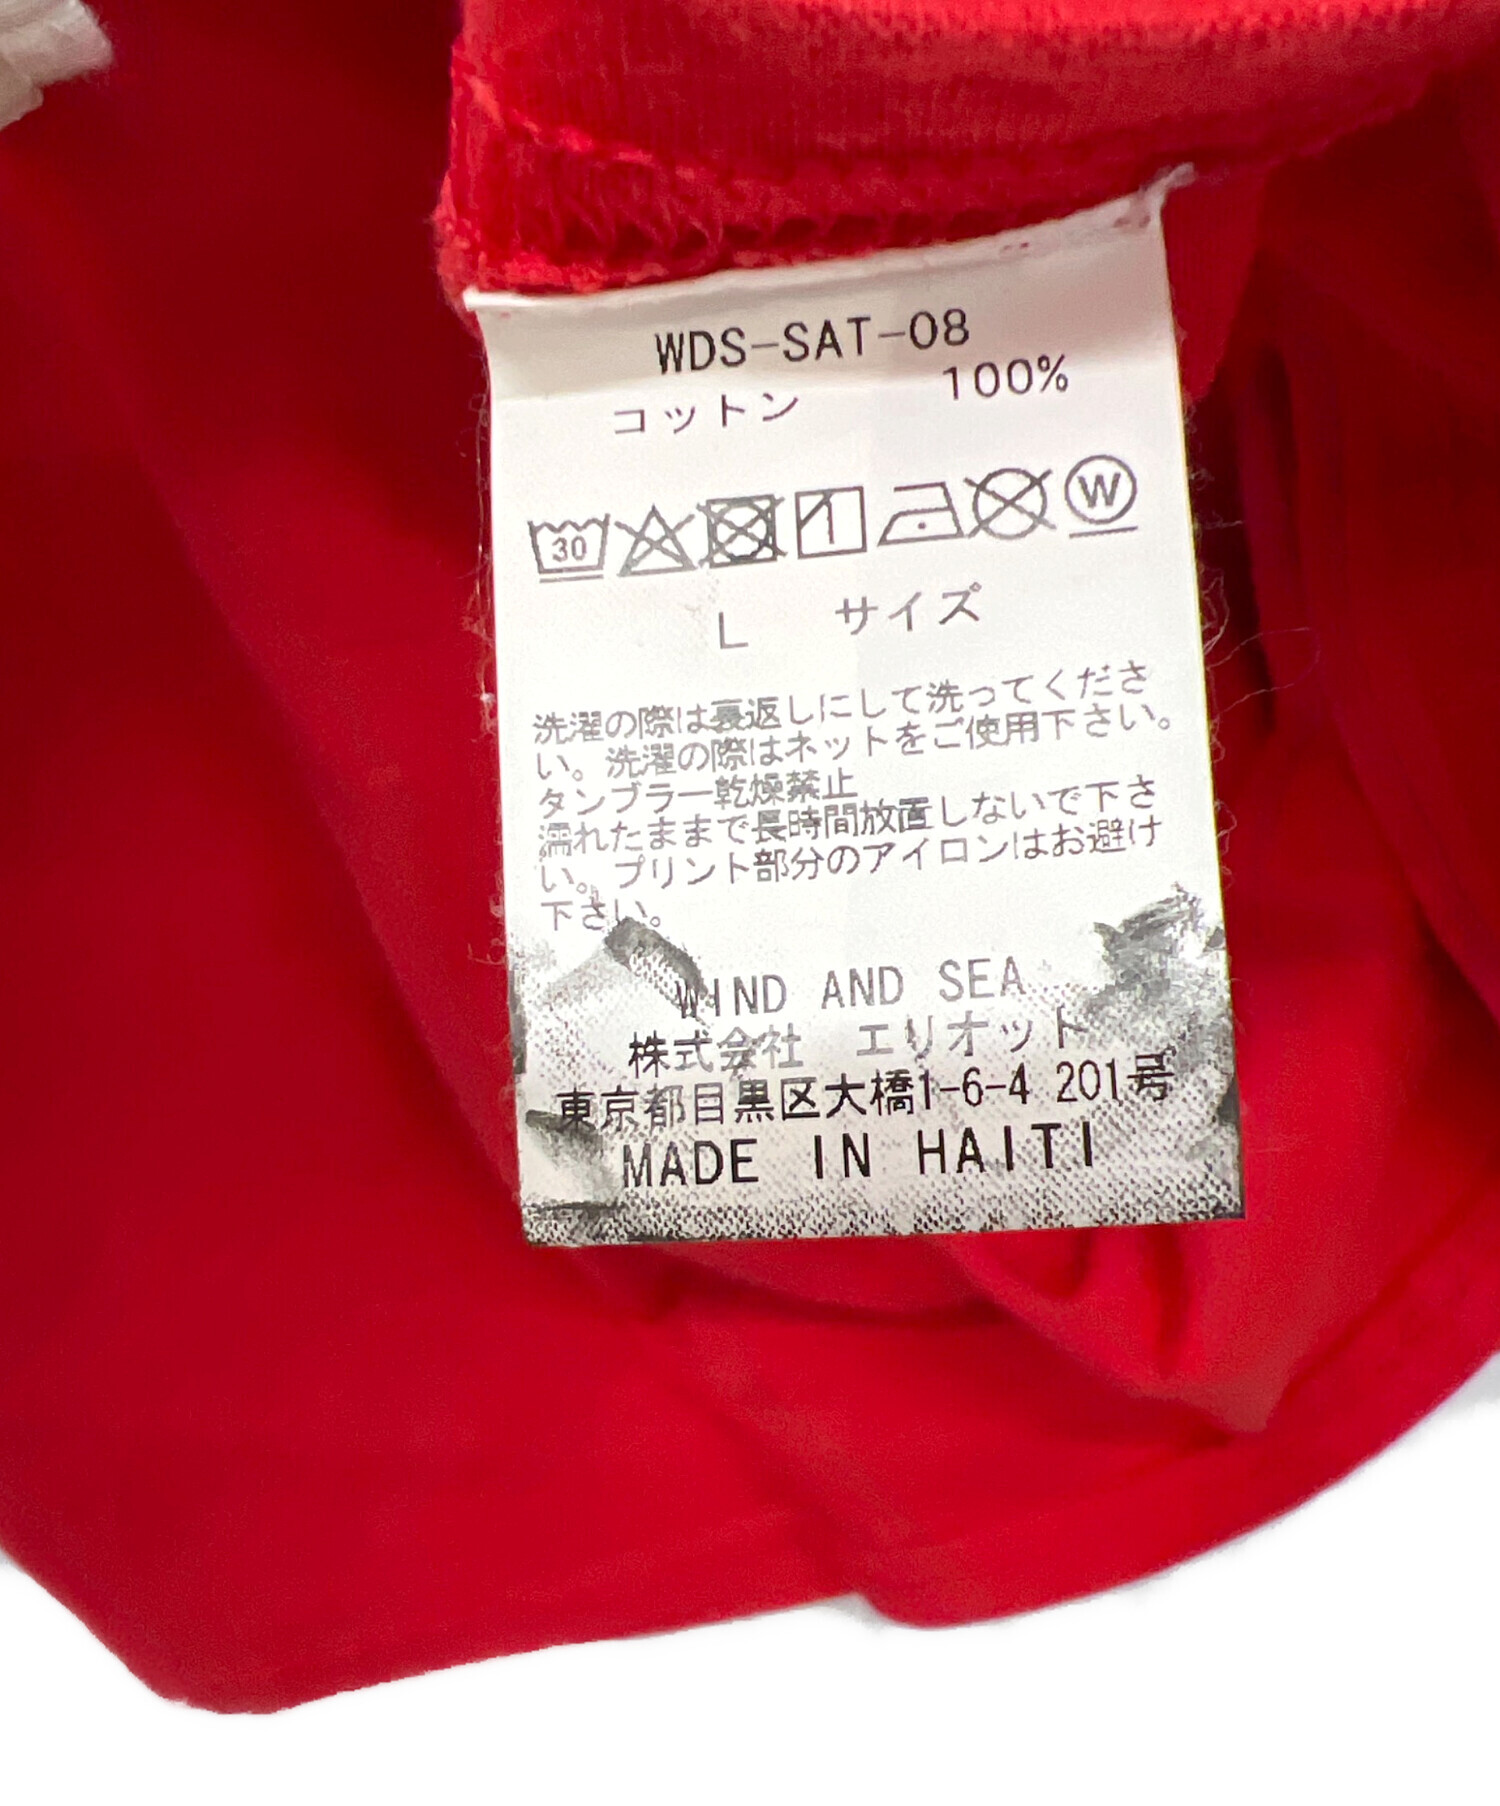 WDS-SAT-08
コットン 100%
30
W
L サイズ
洗濯の際は裏返しにして洗ってくださ
い。洗濯の際はネットをご使用下さい。
タンブラー乾燥禁止
濡れたままで長時間放置しないで下さ
い。プリント部分のアイロンはお避け
下さい。
WIND AND SEA
株式会社 エリオット
東京都目黒区大橋1-6-4 201号
MADE IN HAITI